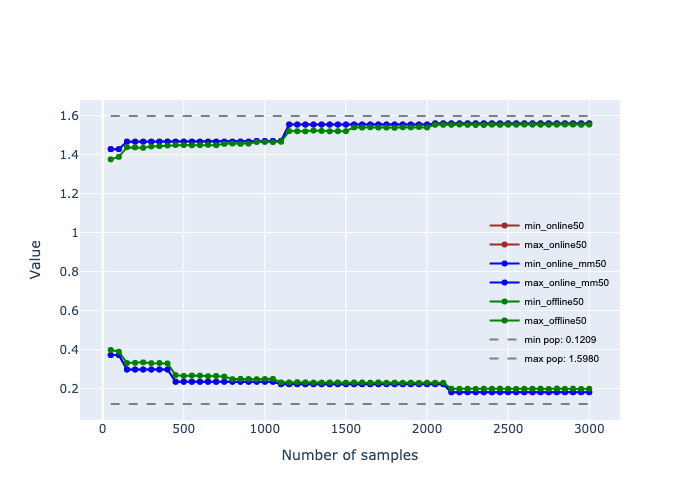 1.6
1.4
1.2
1
0.8
0.6
0.4
0.2
Value
min_online50
max_online50
min_online_mm50
max_online_mm50
min_offline50
max_offline50
min pop: 0.1209
max pop: 1.5980
0 500 1000 1500 2000 2500 3000
Number of samples